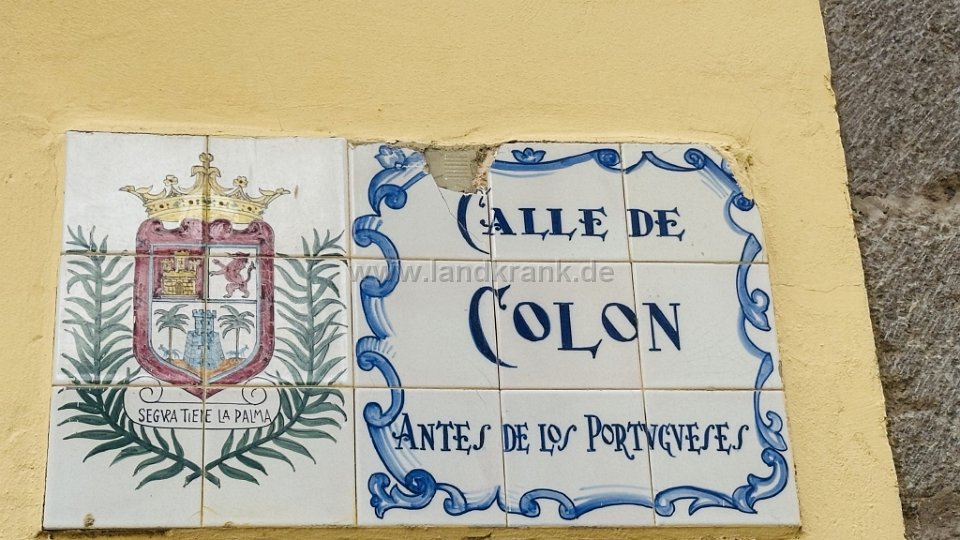 CALLE DE
www.landkrank.de
COLON
SEGVRA TIENE LA PALMA
ANTES DE LOS PORTVGVESES